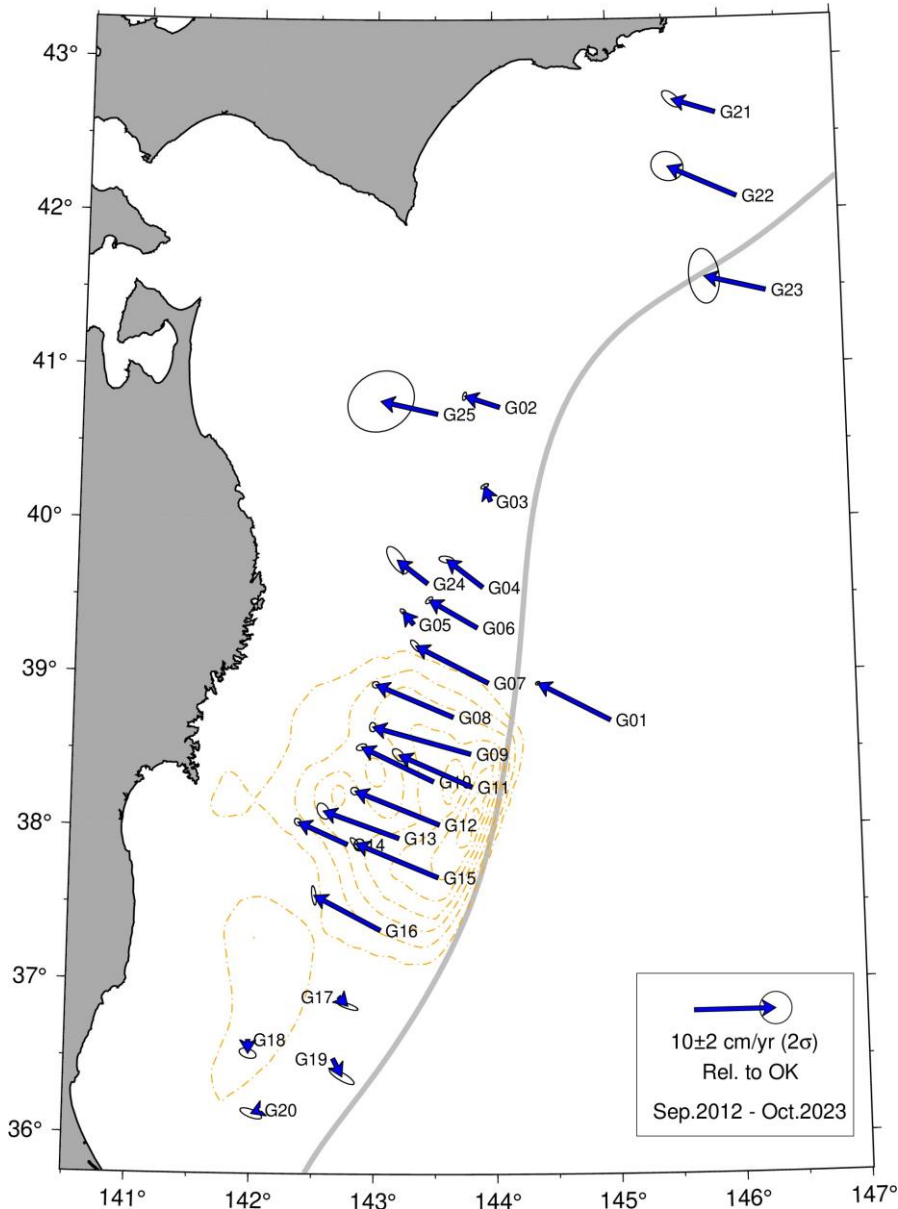 43°
G21
42°
G22
G23
41°
G02
G25
G03
40°
G24
G04
G05
G06
39°
G07
G08
G01
G09
G10
G11
38°
G12
G13
G14
G15
G16
37°
G17
G18
G19
G20
36°
10±2 cm/yr (2σ)
Rel. to OK
Sep.2012 - Oct.2023
141°
142°
143°
144°
145°
146°
147°